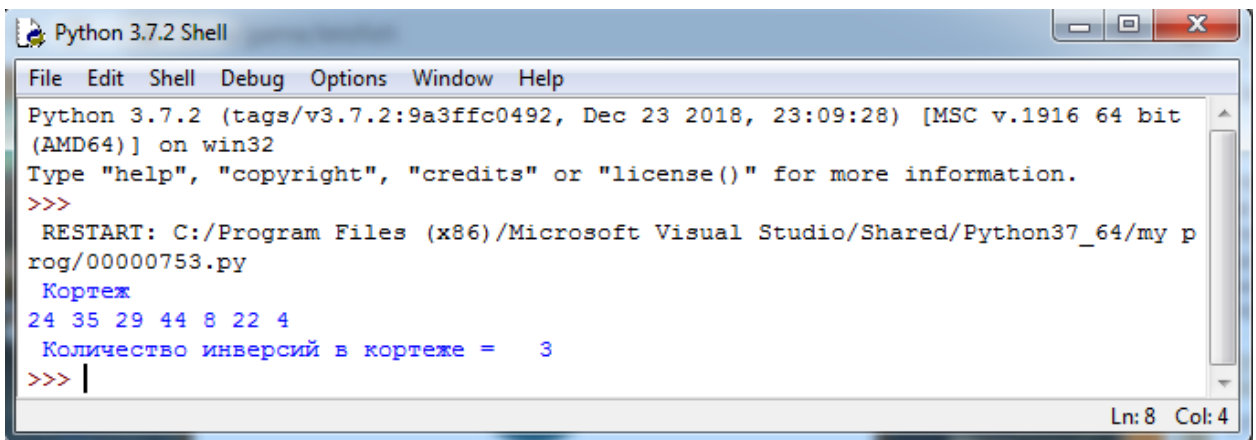 Python 3.7.2 Shell
File Edit Shell Debug Options Window Help
Python 3.7.2 (tags/v3.7.2:9a3ffc0492, Dec 23 2018, 23:09:28) [MSC v.1916 64 bit
(AMD64)] on win32
Type "help", "copyright", "credits" or "license()" for more information.
>>>
RESTART: C:/Program Files (x86)/Microsoft Visual Studio/Shared/Python37_64/my p
rog/00000753.py
Кортеж
24 35 29 44 8 22 4
Количество инверсий в кортеже = 3
>>>
Ln: 8 Col: 4